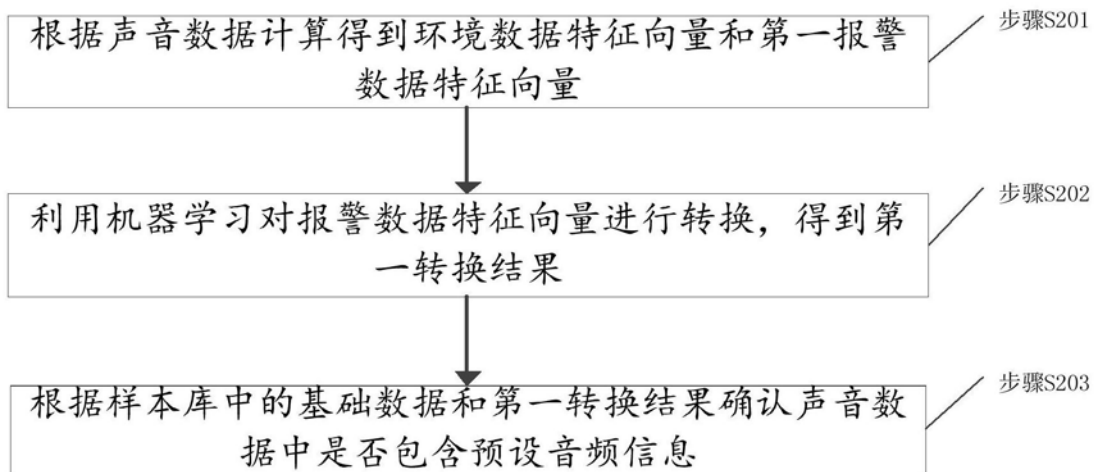 根据声音数据计算得到环境数据特征向量和第一报警
数据特征向量
步骤S201
利用机器学习对报警数据特征向量进行转换，得到第
一转换结果
步骤S202
根据样本库中的基础数据和第一转换结果确认声音数
据中是否包含预设音频信息
步骤S203